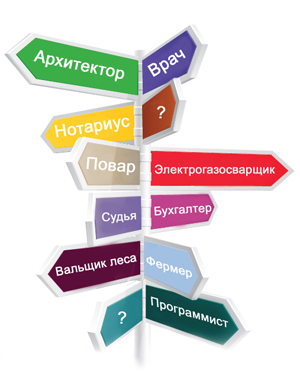 Архитектор
Врач
Нотариус
?
Повар
Электрогазосварщик
Судья
Бухгалтер
Вальщик леса
Фермер
?
Программист